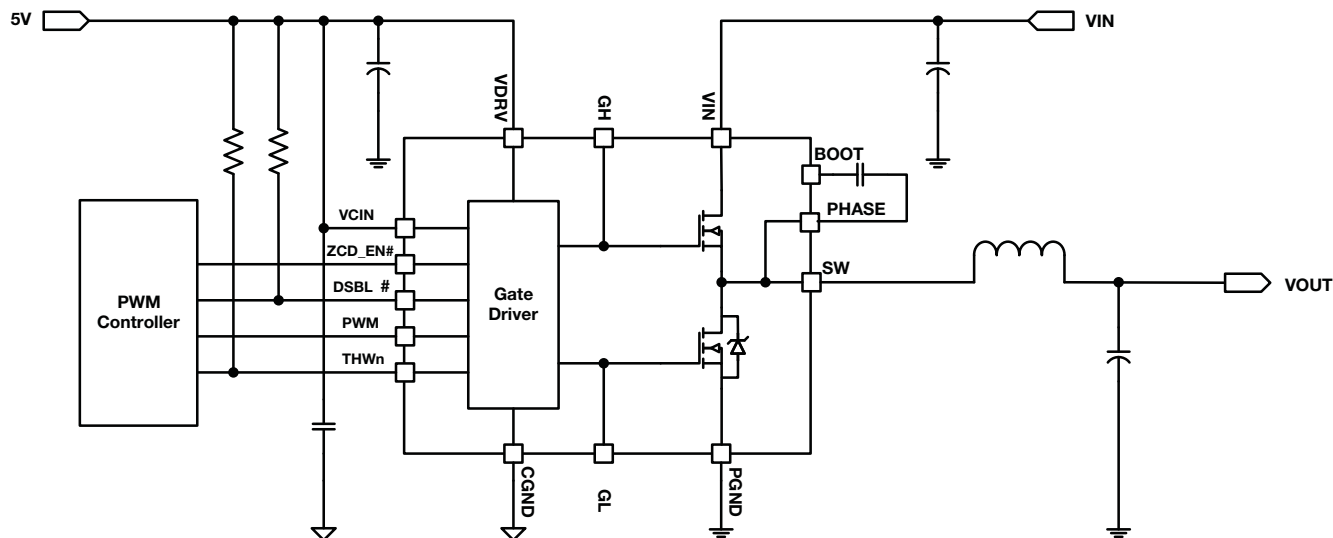 5V
VIN
VDRV
GH
VIN
BOOT
PHASE
VCIN
ZCD_EN#
SW
DSBL #
PWM
Controller
Gate
Driver
VOUT
PWM
THWn
CGND
GL
PGND